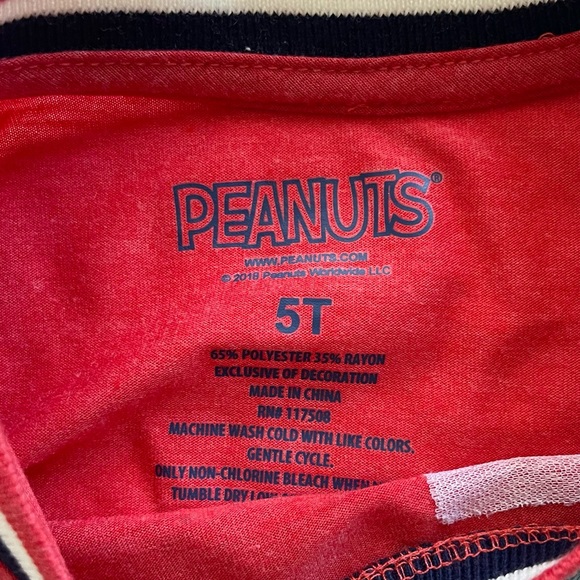 PEANUTS®
WWW.PEANUTS.COM
© 2018 Peanuts Worldwide LLC
5T
65% POLYESTER 35% RAYON
EXCLUSIVE OF DECORATION
MADE IN CHINA
RN# 117508
MACHINE WASH COLD WITH LIKE COLORS.
GENTLE CYCLE.
ONLY NON-CHLORINE BLEACH WHEN
TUMBLE DRY LOW